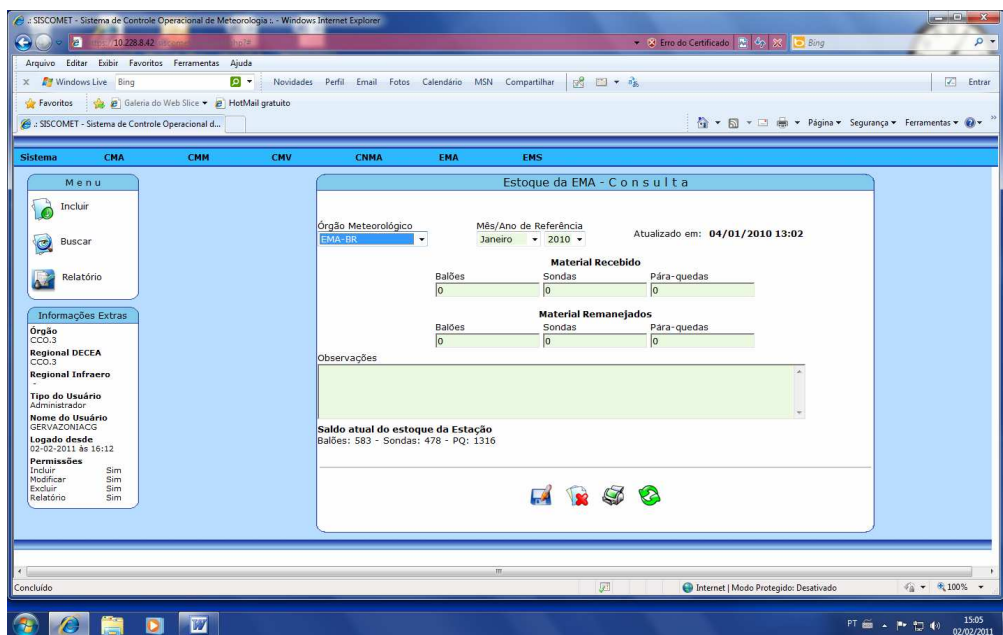 .: SISCOMET - Sistema de Controle Operacional de Meteorologia :. - Windows Internet Explorer
10.228.8.42
Erro do Certificado
Bing
Arquivo Editar Exibir Favoritos Ferramentas Ajuda
x Windows Live Bing Novidades Perfil Email Fotos Calendário MSN Compartilhar Entrar
Favoritos Galeria do Web Slice HotMail gratuito
.: SISCOMET - Sistema de Controle Operacional d... Página Segurança Ferramentas
Sistema CMA CMM CMV CNMA EMA EMS
Menu
Incluir
Buscar
Relatório
Informações Extras
Órgão
CCO.3
Regional DECEA
CCO.3
Regional Infraero
-
Tipo do Usuário
Administrador
Nome do Usuário
GERVAZONIACG
Logado desde
02-02-2011 às 16:12
Permissões
Incluir Sim
Modificar Sim
Excluir Sim
Relatório Sim
Estoque da EMA - Consulta
Órgão Meteorológico Mês/Ano de Referência
EMA-BR Janeiro 2010 Atualizado em: 04/01/2010 13:02
Material Recebido
Balões Sondas Pára-quedas
0 0 0
Material Remanejados
Balões Sondas Pára-quedas
0 0 0
Observações
Saldo atual do estoque da Estação
Balões: 583 - Sondas: 478 - PQ: 1316
Concluído Internet | Modo Protegido: Desativado 100%
PT 15:05
02/02/2011